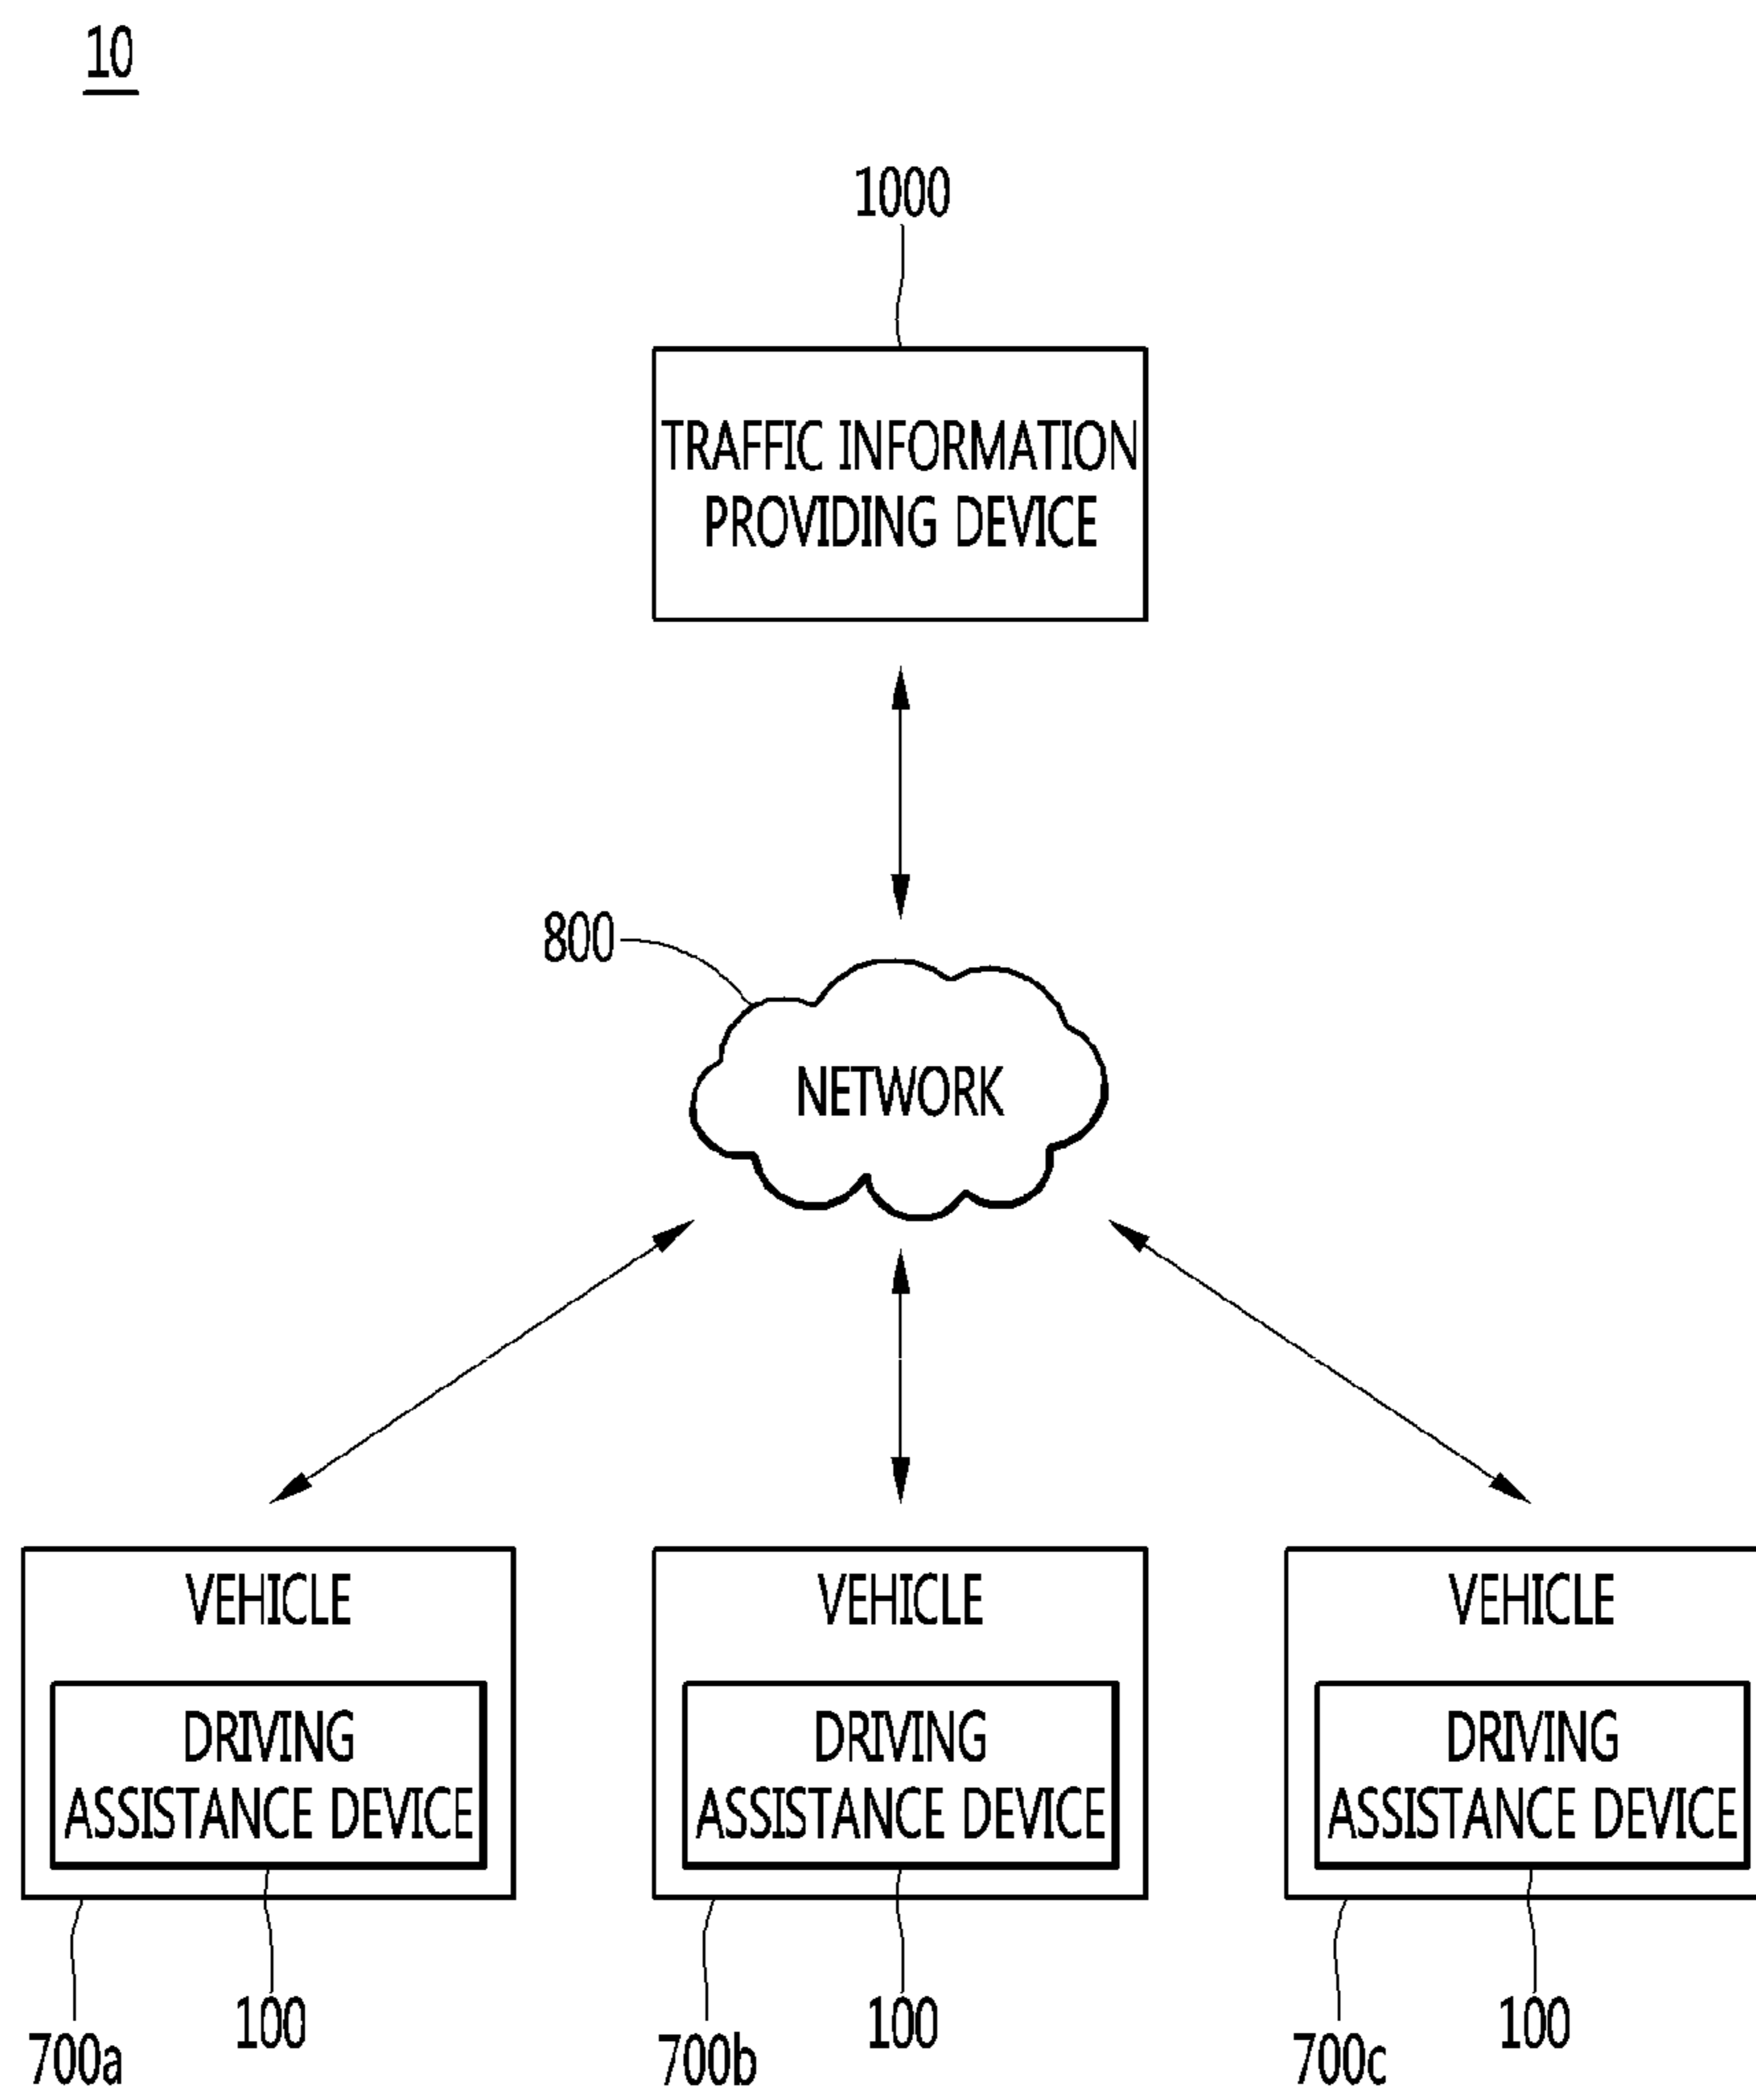 10
1000
TRAFFIC INFORMATION
PROVIDING DEVICE
800
NETWORK
VEHICLE
DRIVING
ASSISTANCE DEVICE
VEHICLE
DRIVING
ASSISTANCE DEVICE
VEHICLE
DRIVING
ASSISTANCE DEVICE
700a
100
700b
100
700c
100